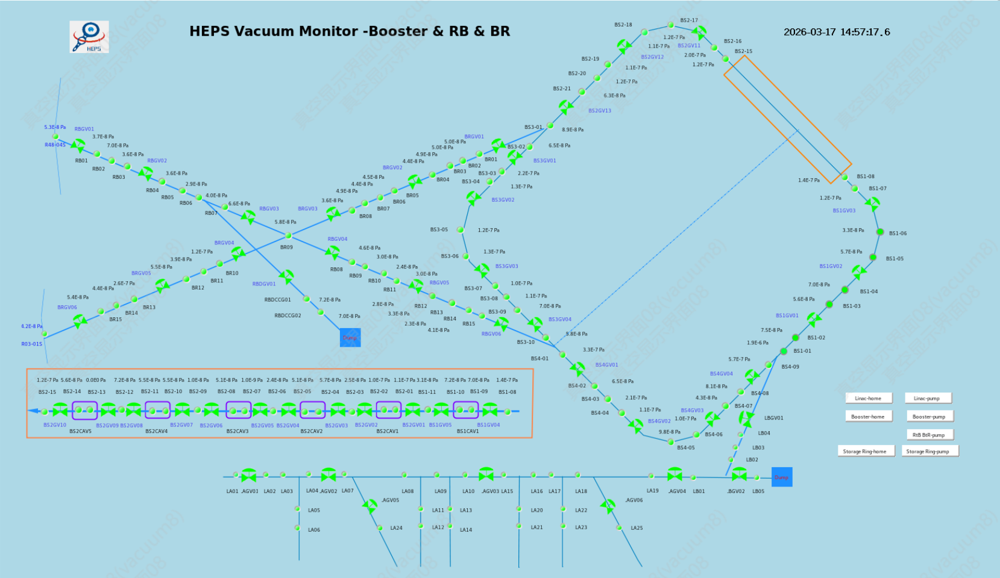 HEPS Vacuum Monitor -Booster & RB & BR
2026-03-17 14:57:17.6
HEPS
BS2-17
BS2-18
1.2E-7 Pa
BS2GV11
BS2-16
1.1E-7 Pa
BS2GV12
2.0E-7 Pa
BS2-15
1.2E-7 Pa
BS2-19
1.1E-7 Pa
BS2-20
1.2E-7 Pa
BS2-21
6.3E-8 Pa
BS2GV13
BS3-01
8.9E-8 Pa
5.3E-8 Pa
RBGV01
R48-04S
3.7E-8 Pa
7.0E-8 Pa
3.6E-8 Pa
RB01
RB02
RB03
RBGV02
3.6E-8 Pa
2.9E-8 Pa
4.0E-8 Pa
6.6E-8 Pa
RB04
RB05
RB06
RB07
RBGV03
5.8E-8 Pa
BR09
BRGV01
5.0E-8 Pa
5.0E-8 Pa
4.9E-8 Pa
4.4E-8 Pa
BR01
BR02
BR03
BR04
BRGV02
4.5E-8 Pa
4.4E-8 Pa
4.9E-8 Pa
3.6E-8 Pa
BR05
BR06
BR07
BR08
BRGV03
BS3-02
6.5E-8 Pa
BS3GV01
BS3-03
2.2E-7 Pa
BS3-04
1.3E-7 Pa
BS3GV02
BS3-05
1.2E-7 Pa
BS3-06
1.3E-7 Pa
BS3GV03
BS3-07
1.0E-7 Pa
BS3-08
1.1E-7 Pa
BS3-09
7.0E-8 Pa
BS3GV04
BS3-10
5.8E-8 Pa
BRGV04
1.2E-7 Pa
3.9E-8 Pa
5.5E-8 Pa
BR10
BR11
BR12
BRGV05
2.6E-7 Pa
4.4E-8 Pa
5.4E-8 Pa
BR13
BR14
BR15
BRGV06
4.2E-8 Pa
R03-01S
RBDGV01
RBDCCG01
7.2E-8 Pa
RBDCCG02
7.0E-8 Pa
Dump
RBGV04
4.6E-8 Pa
3.0E-8 Pa
2.4E-8 Pa
3.0E-8 Pa
RB08
RB09
RB10
RB11
RBGV05
2.8E-8 Pa
3.3E-8 Pa
2.3E-8 Pa
4.1E-8 Pa
RB12
RB13
RB14
RB15
RBGV06
BS4-01
3.3E-7 Pa
BS4GV01
BS4-02
6.5E-8 Pa
BS4-03
2.1E-7 Pa
BS4-04
1.1E-7 Pa
BS4GV02
9.8E-8 Pa
BS4-05
1.0E-7 Pa
BS4-06
BS4GV03
4.3E-8 Pa
BS4-07
8.1E-8 Pa
BS4-08
BS4GV04
5.7E-7 Pa
BS4-09
1.9E-6 Pa
BS1-01
7.5E-8 Pa
BS1-02
BS1GV01
5.6E-8 Pa
BS1-03
7.0E-8 Pa
BS1-04
BS1GV02
5.7E-8 Pa
BS1-05
3.3E-8 Pa
BS1-06
BS1GV03
1.2E-7 Pa
BS1-07
1.4E-7 Pa
BS1-08
LBGV01
LB04
LB03
LB02
1.2E-7 Pa 5.6E-8 Pa 0.0E0 Pa 7.2E-8 Pa 5.5E-8 Pa 5.5E-8 Pa 1.0E-8 Pa 5.1E-8 Pa 1.0E-9 Pa 2.4E-8 Pa 5.1E-8 Pa 5.7E-8 Pa 2.5E-8 Pa 1.0E-7 Pa 1.1E-7 Pa 3.1E-8 Pa 7.2E-8 Pa 7.0E-8 Pa 1.4E-7 Pa
BS2-15 BS2-14 BS2-13 BS2-12 BS2-11 BS2-10 BS2-09 BS2-08 BS2-07 BS2-06 BS2-05 BS2-04 BS2-03 BS2-02 BS2-01 BS1-11 BS1-10 BS1-09 BS1-08
BS2GV10 BS2GV09 BS2GV08 BS2GV07 BS2GV06 BS2GV05 BS2GV04 BS2GV03 BS2GV02 BS2GV01 BS1GV05 BS1GV04
BS2CAV5 BS2CAV4 BS2CAV3 BS2CAV2 BS2CAV1 BS1CAV1
Linac-home Linac-pump
Booster-home Booster-pump
RtB BtR-pump
Storage Ring-home Storage Ring-pump
Dump
LA01 .AGV01 LA02 LA03 LA04 .AGV02 LA07 LA08 LA09 LA10 .AGV03 LA15 LA16 LA17 LA18 LA19 .AGV04 LB01 .BGV02 LB05
.AGV05 .AGV06
LA05 LA11 LA13 LA20 LA22
LA06 LA24 LA12 LA14 LA21 LA23 LA25